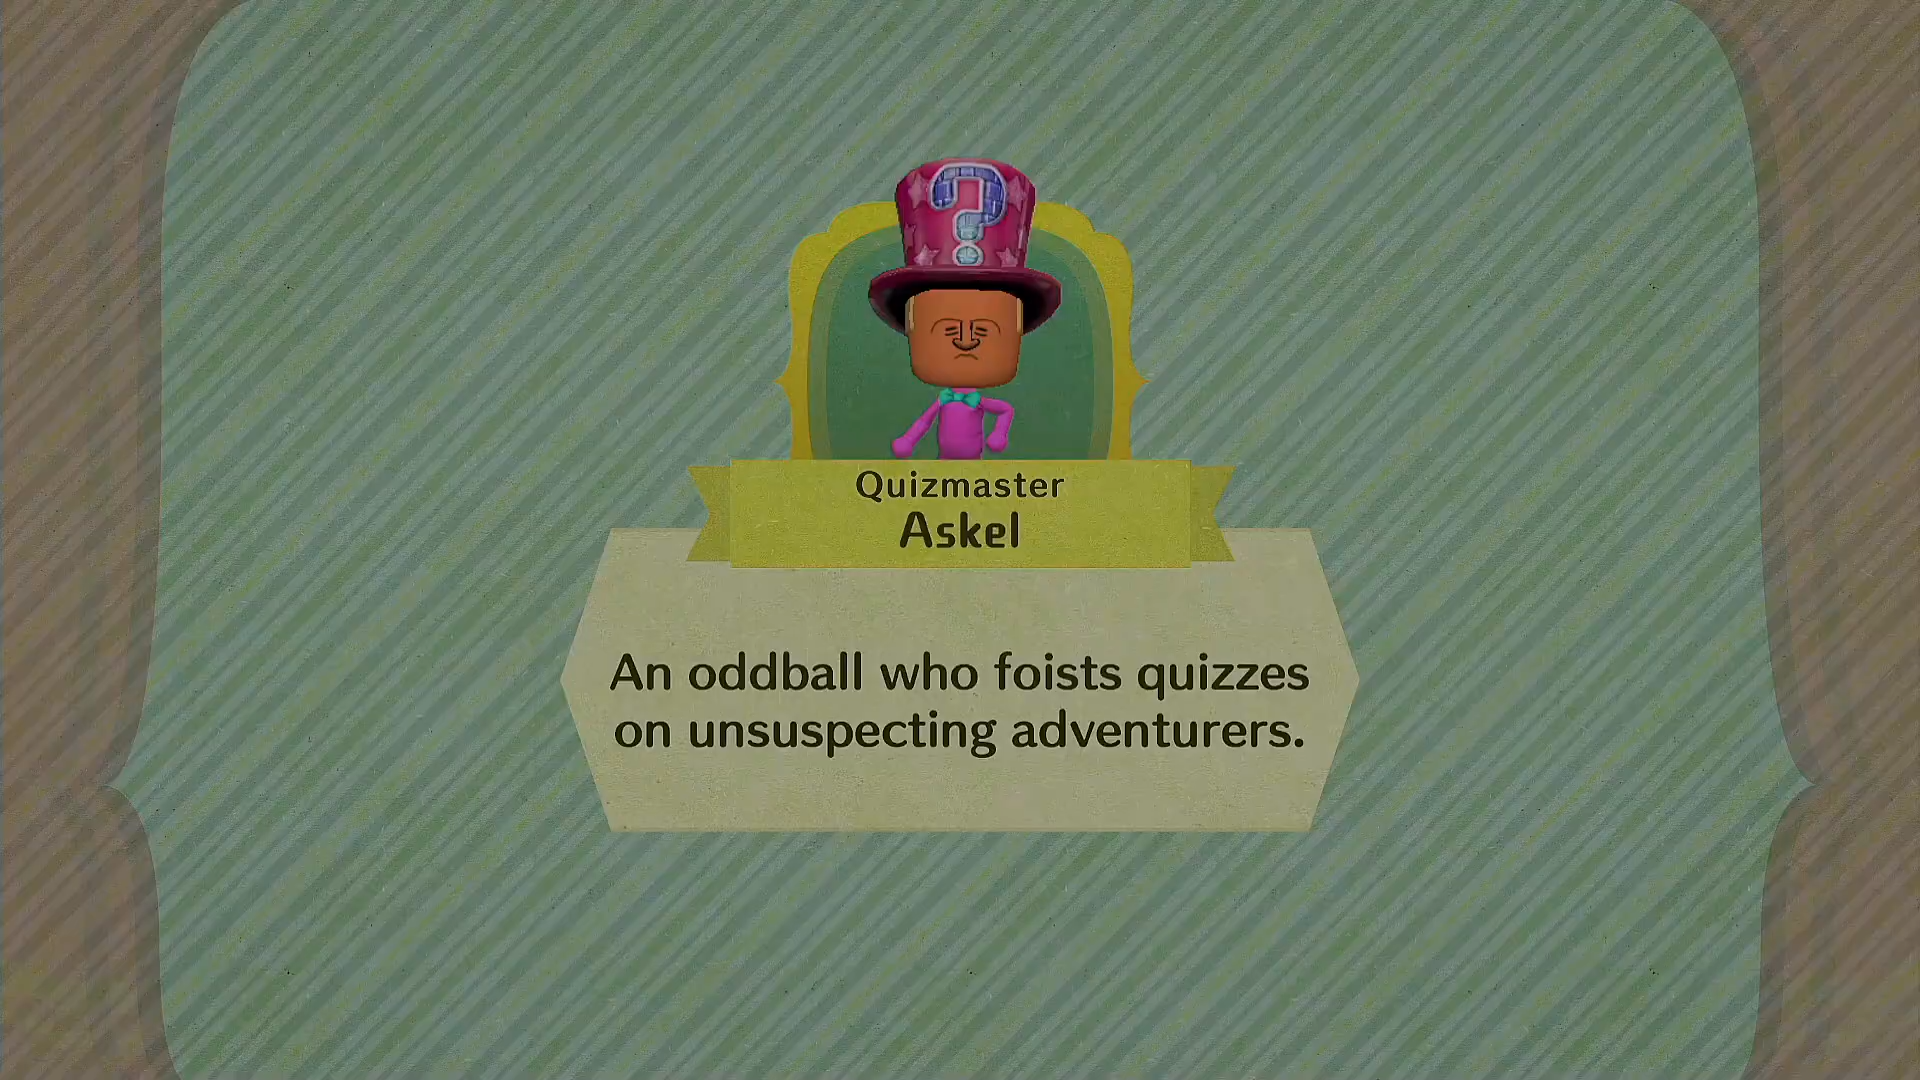 ?
Quizmaster
Askel
An oddball who foists quizzes
on unsuspecting adventurers.